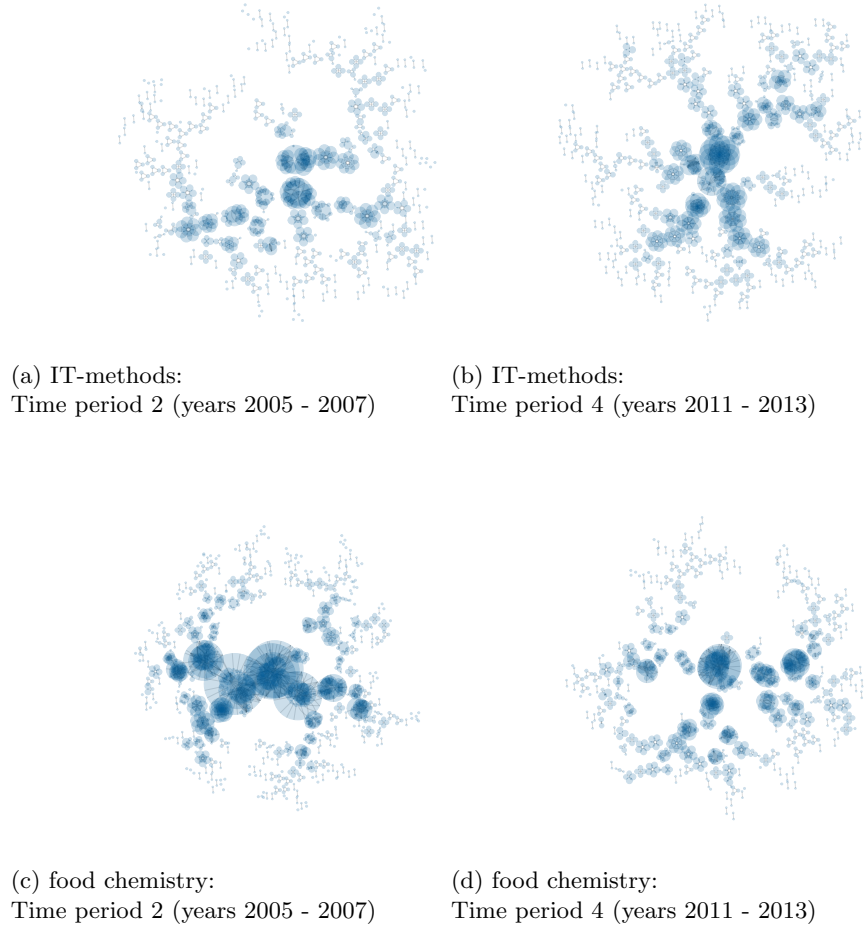 (a) IT-methods:
Time period 2 (years 2005 - 2007)
(b) IT-methods:
Time period 4 (years 2011 - 2013)
(c) food chemistry:
Time period 2 (years 2005 - 2007)
(d) food chemistry:
Time period 4 (years 2011 - 2013)